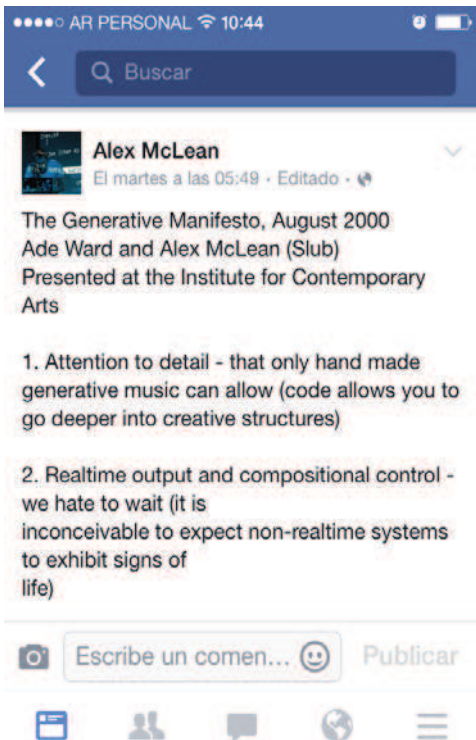 AR PERSONAL 10:44
Buscar
Alex McLean
El martes a las 05:49 · Editado ·
The Generative Manifesto, August 2000
Ade Ward and Alex McLean (Slub)
Presented at the Institute for Contemporary
Arts
1. Attention to detail - that only hand made
generative music can allow (code allows you to
go deeper into creative structures)
2. Realtime output and compositional control -
we hate to wait (it is
inconceivable to expect non-realtime systems
to exhibit signs of
life)
Escribe un comen... Publicar